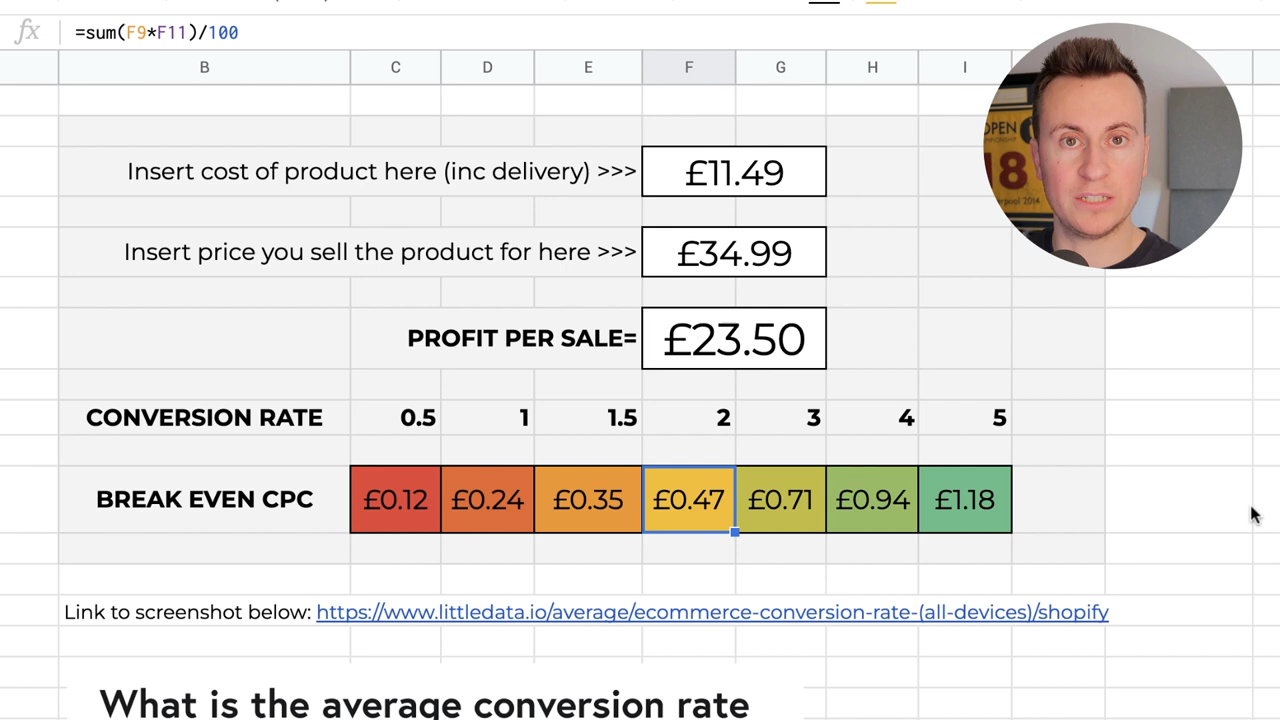 fx =sum(F9*F11)/100
B C D E F G H I
Insert cost of product here (inc delivery) >>> £11.49
Insert price you sell the product for here >>> £34.99
PROFIT PER SALE= £23.50
CONVERSION RATE 0.5 1 1.5 2 3 4 5
BREAK EVEN CPC £0.12 £0.24 £0.35 £0.47 £0.71 £0.94 £1.18
Link to screenshot below: https://www.littledata.io/average/ecommerce-conversion-rate-(all-devices)/shopify
What is the average conversion rate
OPEN
18
2014